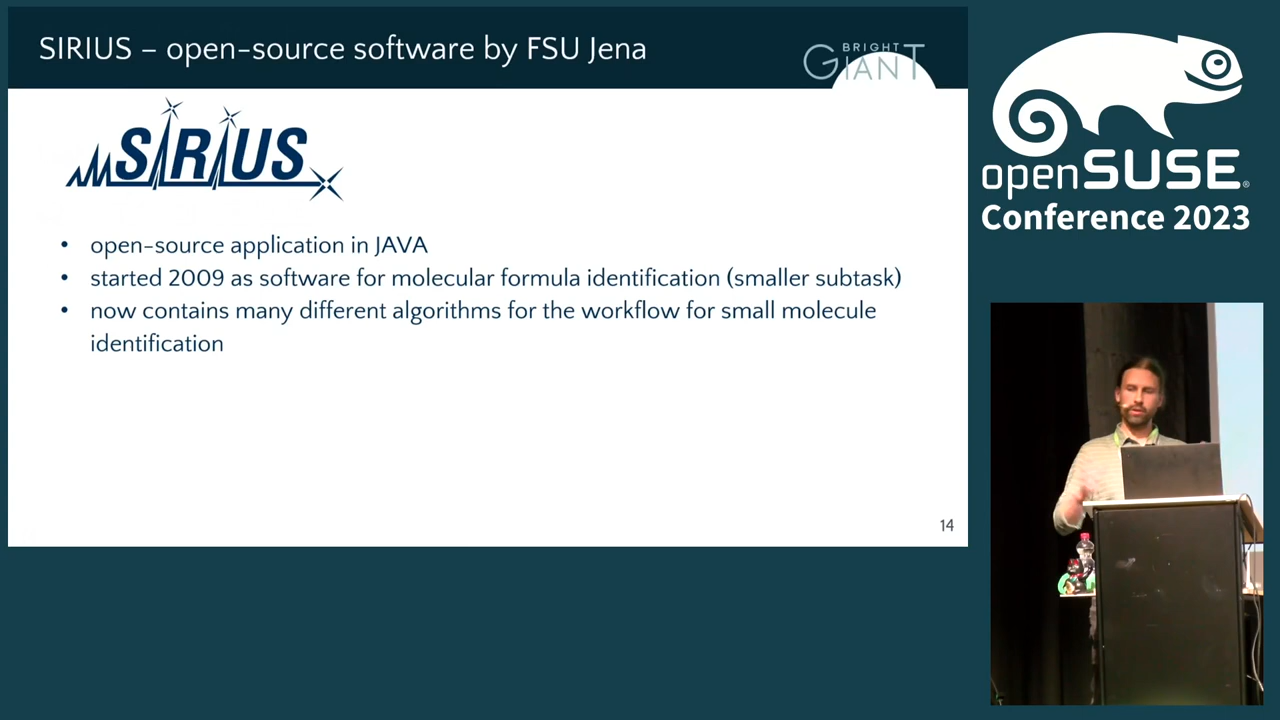 SIRIUS – open-source software by FSU Jena
BRIGHT
GIANT
SIRIUS
• open-source application in JAVA
• started 2009 as software for molecular formula identification (smaller subtask)
• now contains many different algorithms for the workflow for small molecule
identification
14
openSUSE®
Conference 2023